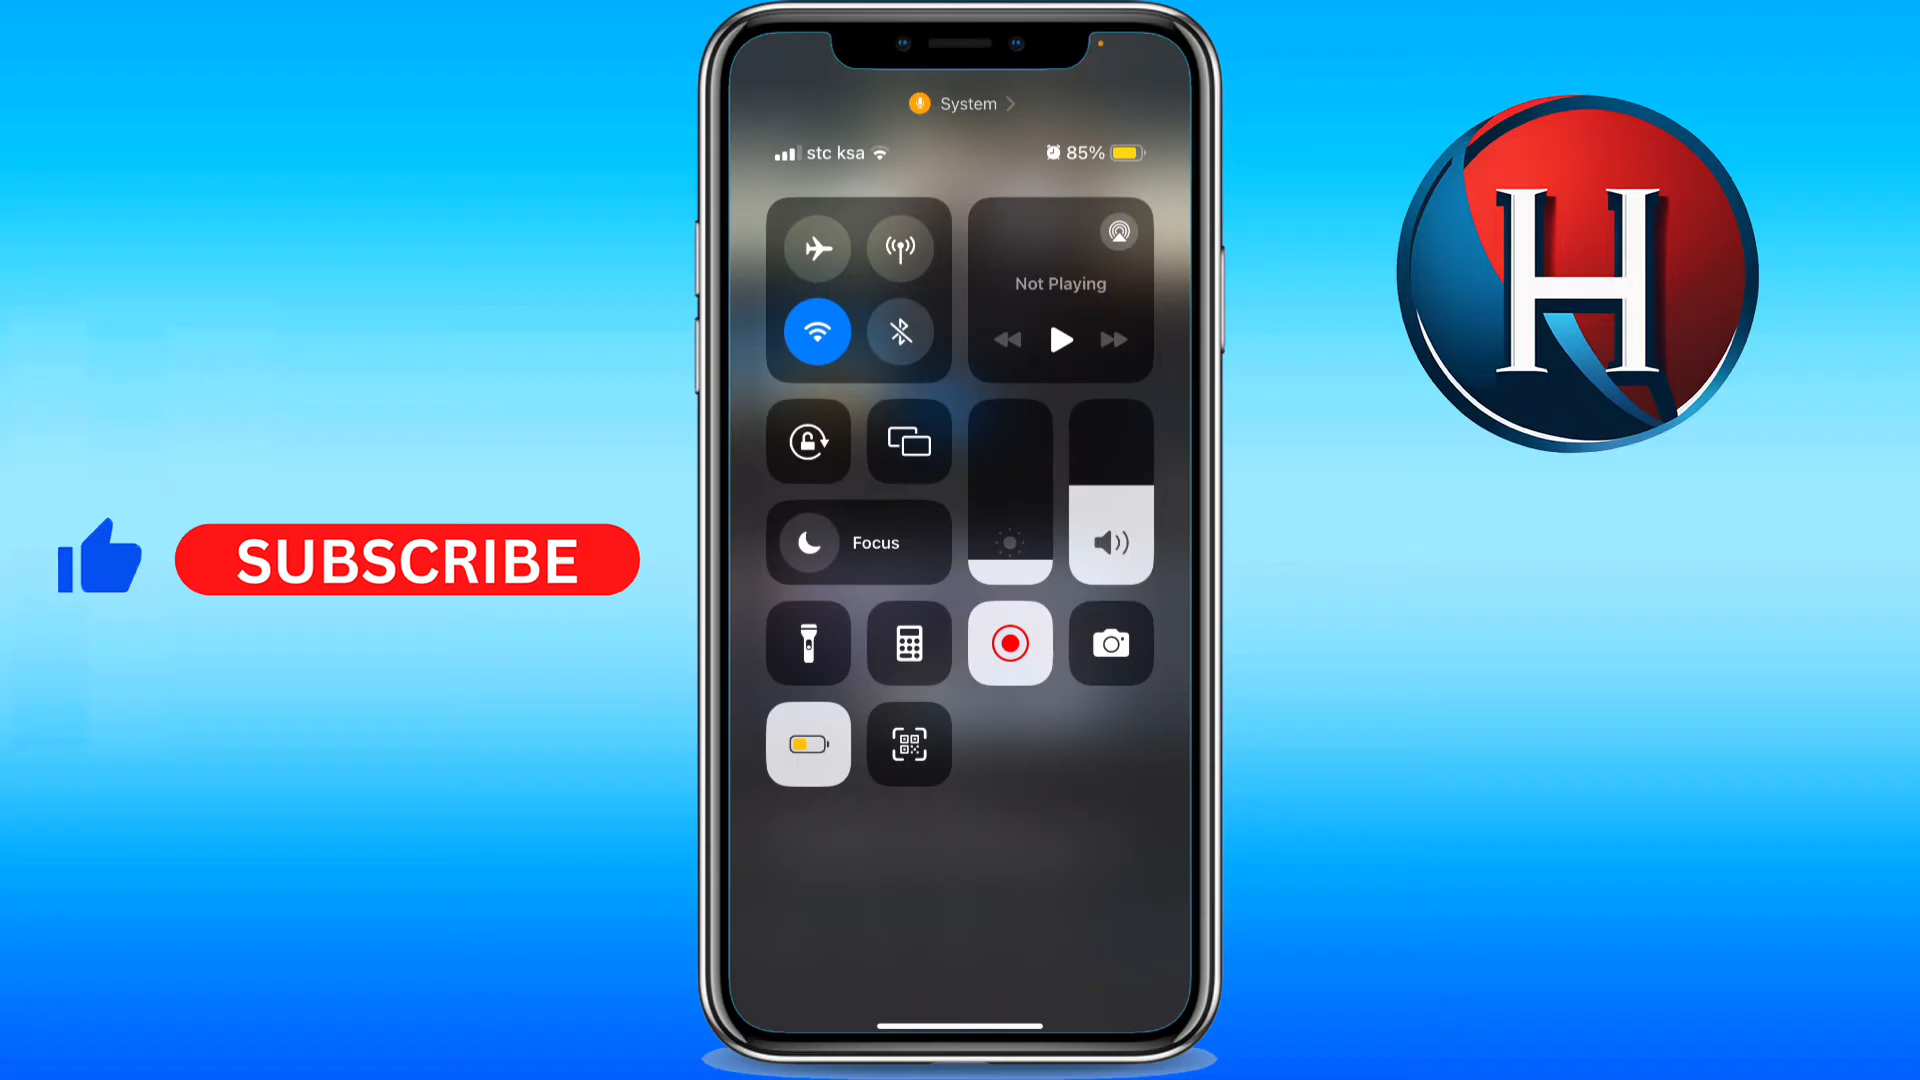 System
stc ksa 85%
Not Playing
Focus
SUBSCRIBE
H